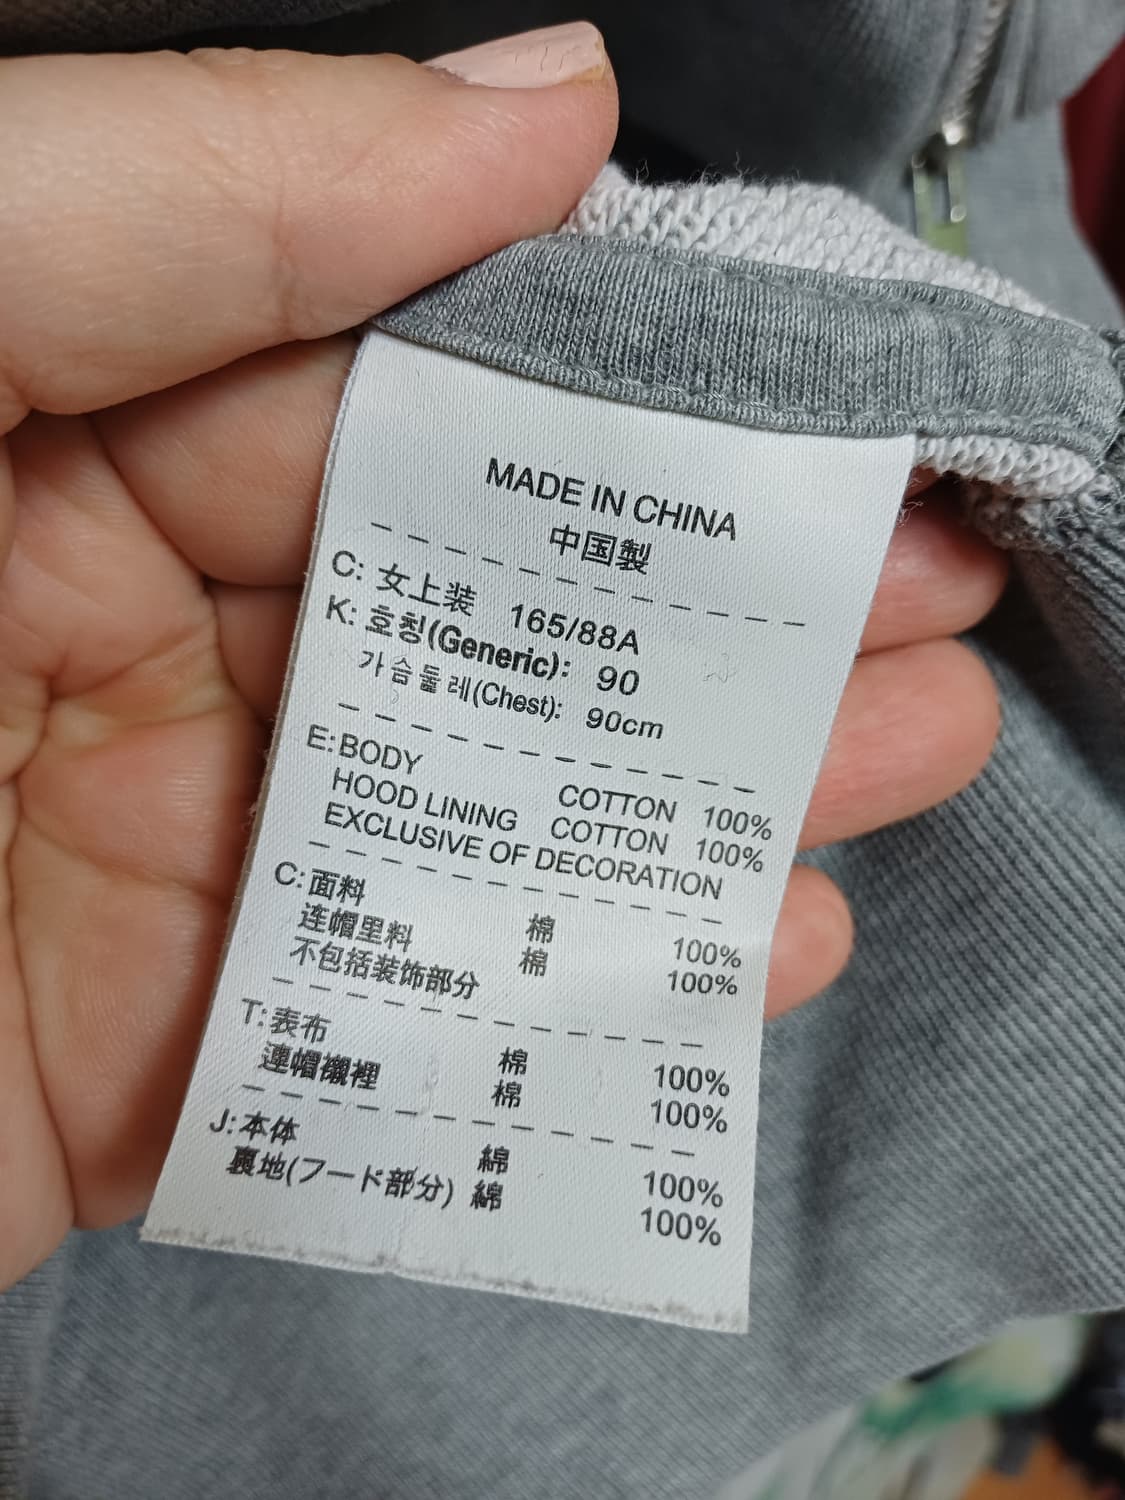 MADE IN CHINA
中国製
C: 女上装 165/88A
K: 호칭(Generic): 90
가슴둘레(Chest): 90cm
E: BODY COTTON 100%
HOOD LINING COTTON 100%
EXCLUSIVE OF DECORATION
C: 面料 棉 100%
连帽里料 棉 100%
不包括装饰部分
T: 表布 棉 100%
連帽襯裡 棉 100%
J: 本体 綿 100%
裏地(フード部分) 綿 100%